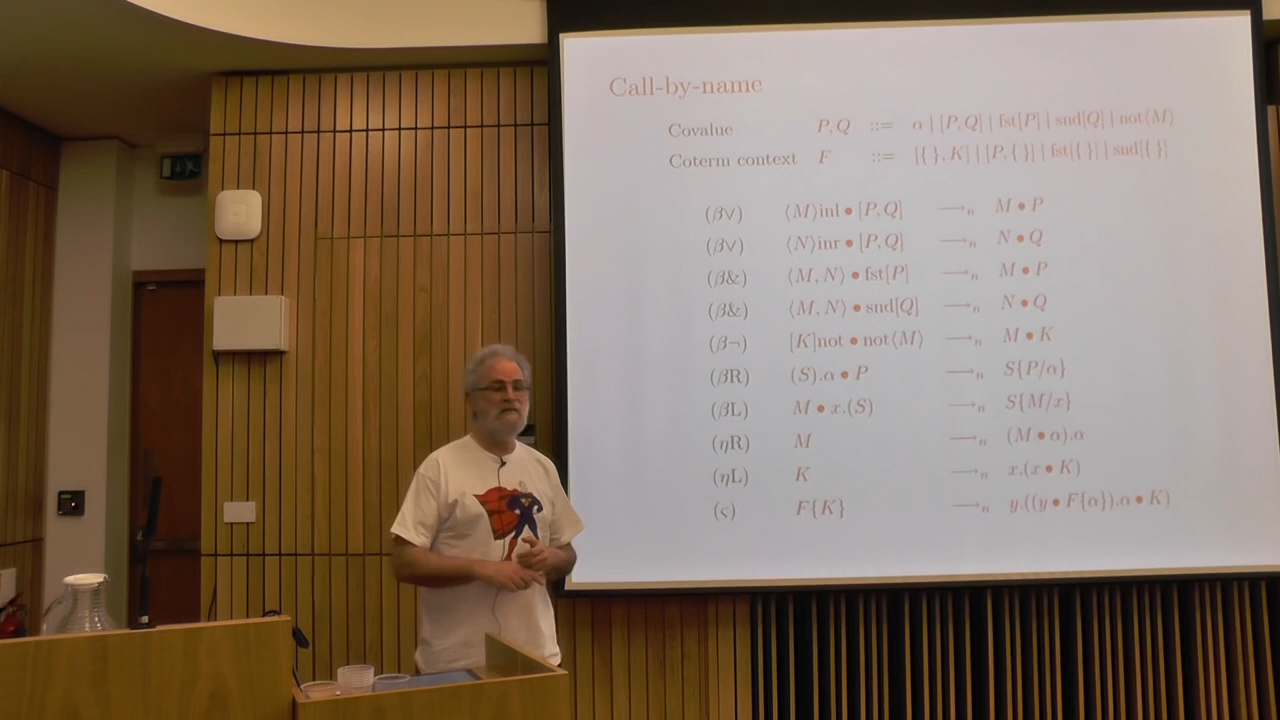 Call-by-name
Covalue P, Q ::= α | [P, Q] | fst[P] | snd[Q] | not⟨M⟩
Coterm context F ::= [{ }, K] | [P, { }] | fst[{ }] | snd[{ }]
(β∨) ⟨M⟩inl • [P, Q] ⟶ₙ M • P
(β∨) ⟨N⟩inr • [P, Q] ⟶ₙ N • Q
(β&) ⟨M, N⟩ • fst[P] ⟶ₙ M • P
(β&) ⟨M, N⟩ • snd[Q] ⟶ₙ N • Q
(β¬) [K]not • not⟨M⟩ ⟶ₙ M • K
(βR) (S).α • P ⟶ₙ S{P/α}
(βL) M • x.(S) ⟶ₙ S{M/x}
(ηR) M ⟶ₙ (M • α).α
(ηL) K ⟶ₙ x.(x • K)
(ς) F{K} ⟶ₙ y.((y • F{α}).α • K)